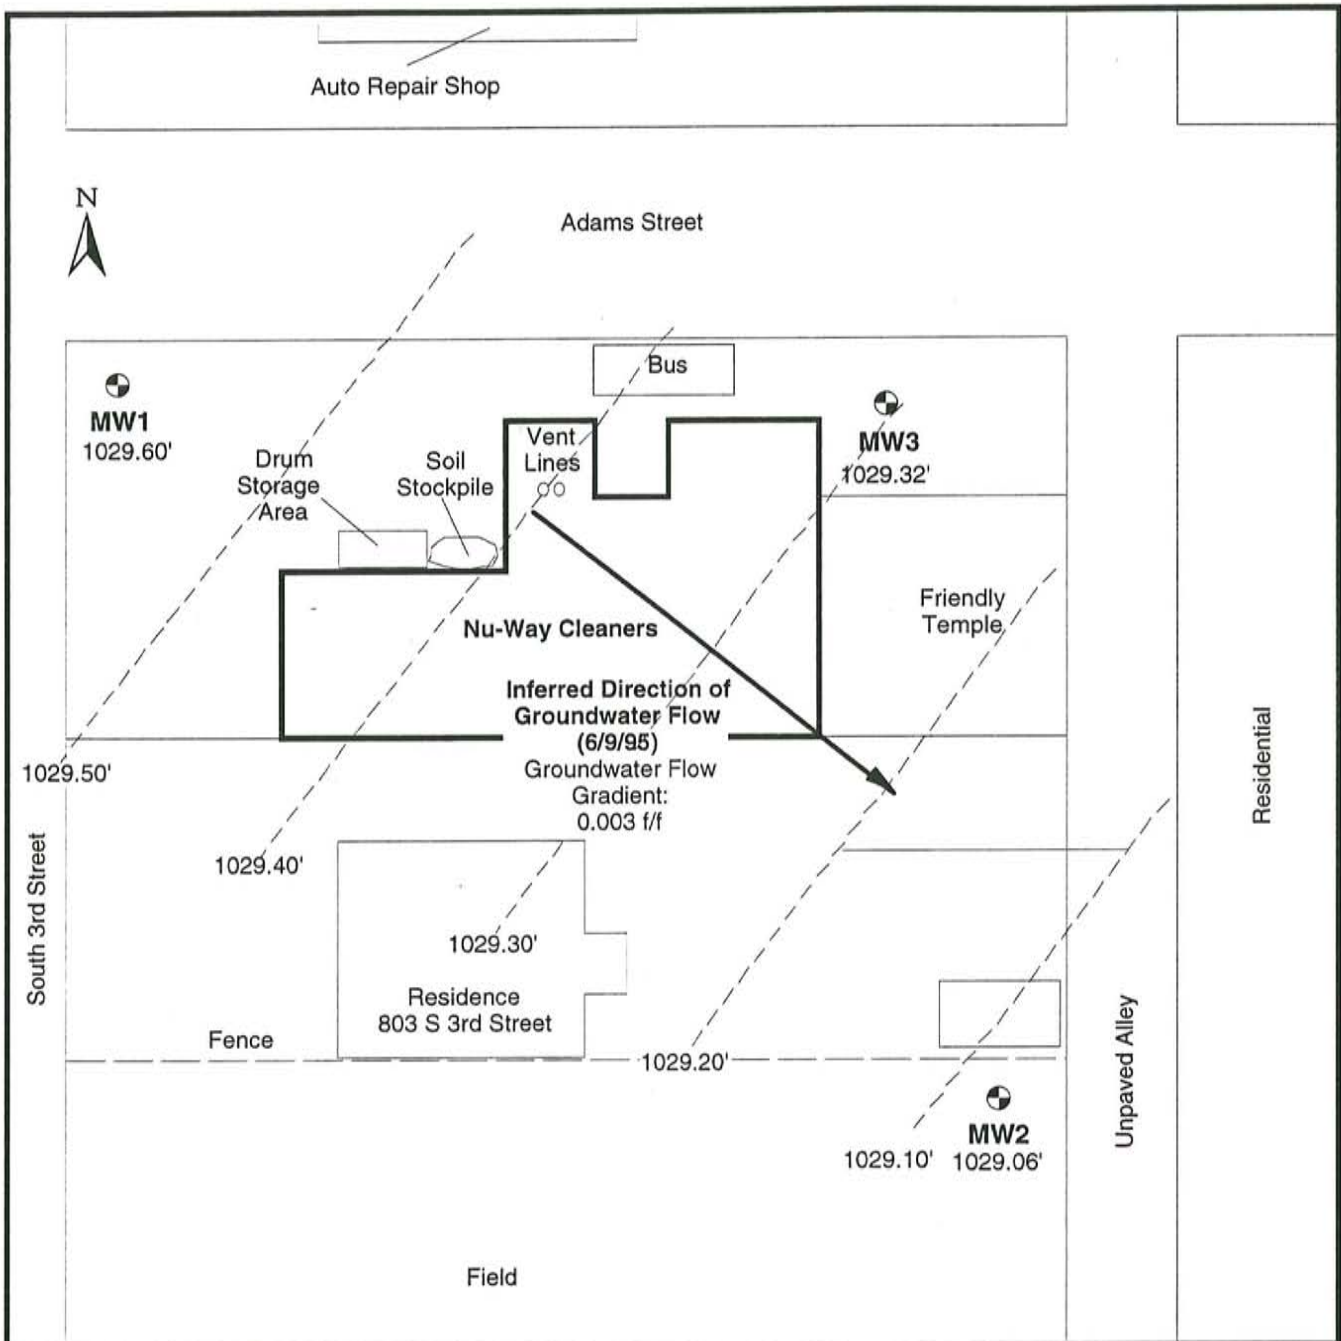 Auto Repair Shop
N
Adams Street
Bus
MW1
1029.60'
MW3
1029.32'
Drum
Storage
Area
Soil
Stockpile
Vent
Lines
Friendly
Temple
Nu-Way Cleaners
Inferred Direction of
Groundwater Flow
(6/9/95)
Groundwater Flow
Gradient:
0.003 f/f
1029.50'
1029.40'
1029.30'
South 3rd Street
Residential
Residence
803 S 3rd Street
Fence
1029.20'
Unpaved Alley
MW2
1029.10'
1029.06'
Field